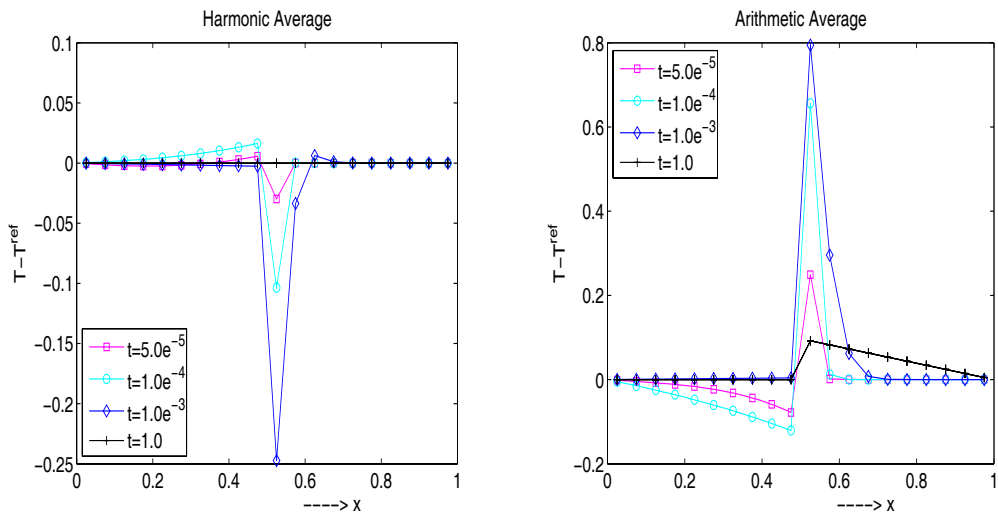 Harmonic Average
0.1
0.05
0
−0.05
−0.1
−0.15
−0.2
−0.25
T−T^ref
t=5.0e^−5
t=1.0e^−4
t=1.0e^−3
t=1.0
0 0.2 0.4 0.6 0.8 1
----> x
Arithmetic Average
0.8
0.6
0.4
0.2
0
−0.2
T−T^ref
t=5.0e^−5
t=1.0e^−4
t=1.0e^−3
t=1.0
0 0.2 0.4 0.6 0.8 1
----> x